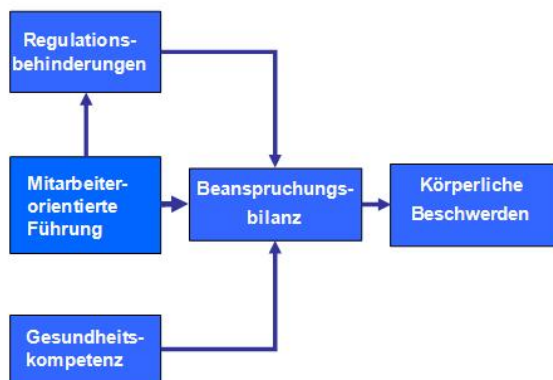 Regulations-
behinderungen
Mitarbeiter-
orientierte
Führung
Beanspruchungs-
bilanz
Körperliche
Beschwerden
Gesundheits-
kompetenz